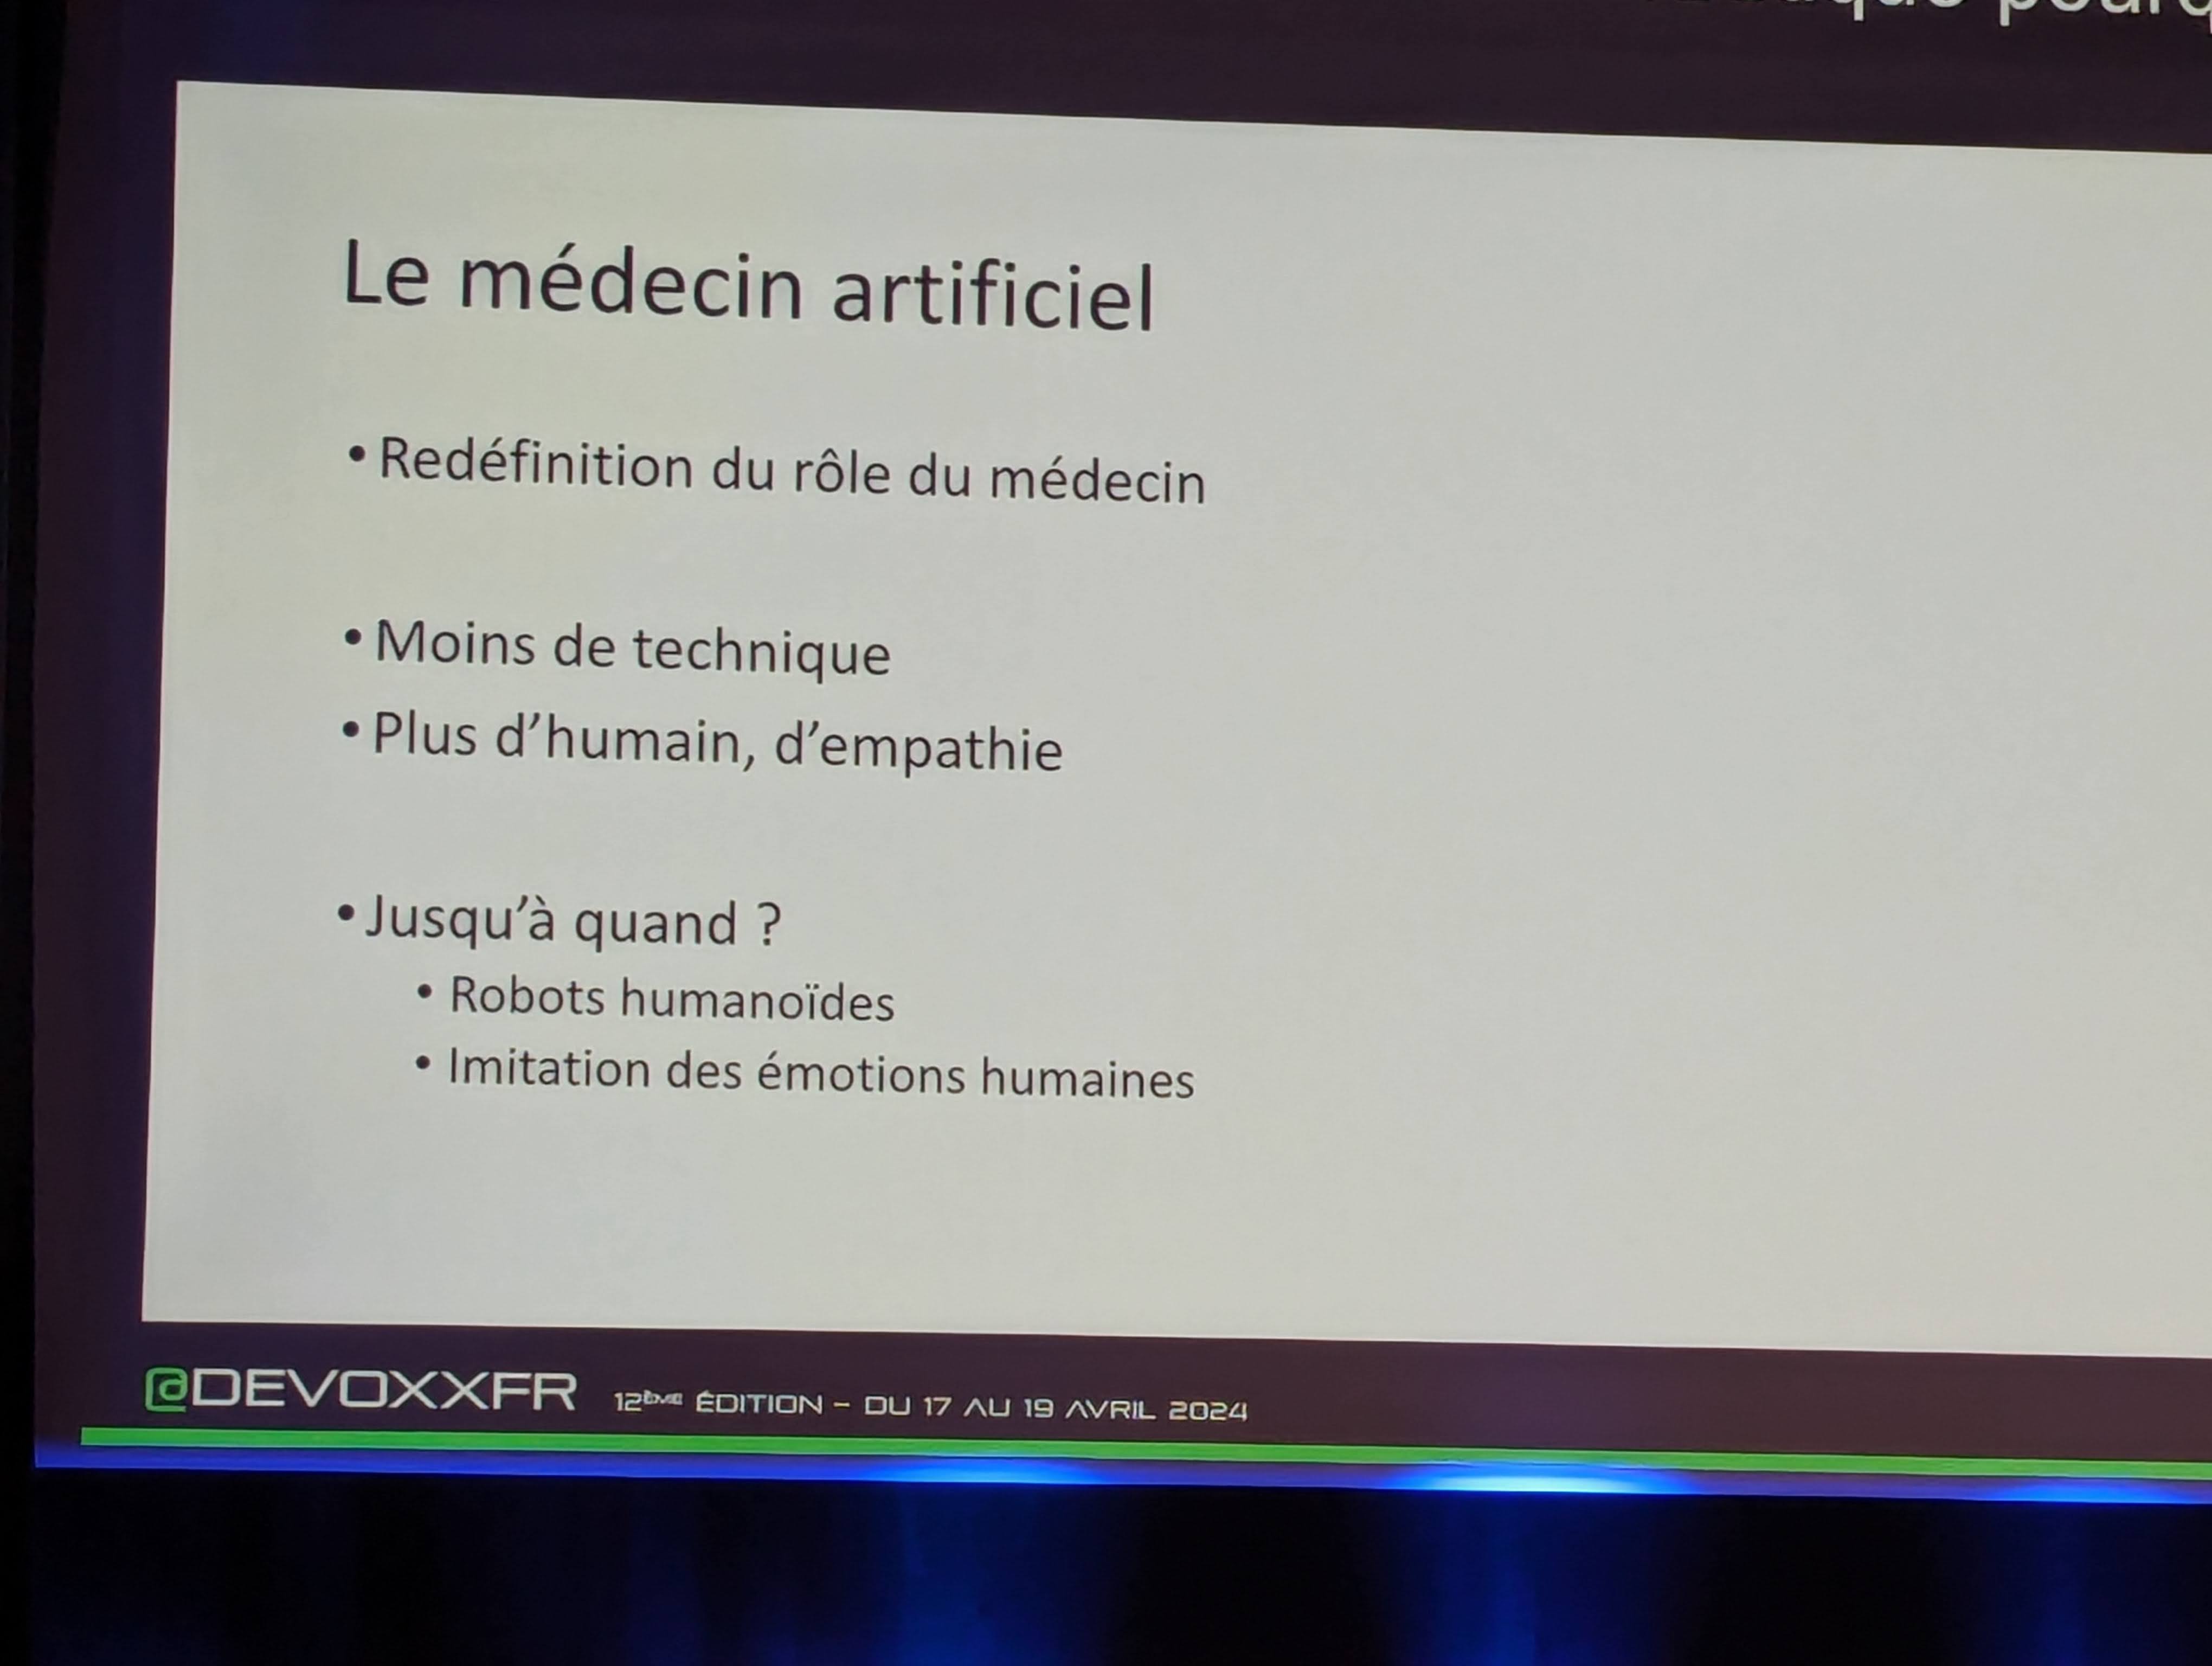 Le médecin artificiel
• Redéfinition du rôle du médecin
• Moins de technique
• Plus d'humain, d'empathie
• Jusqu'à quand ?
• Robots humanoïdes
• Imitation des émotions humaines
@DEVOXXFR 12ème ÉDITION – DU 17 AU 19 AVRIL 2024